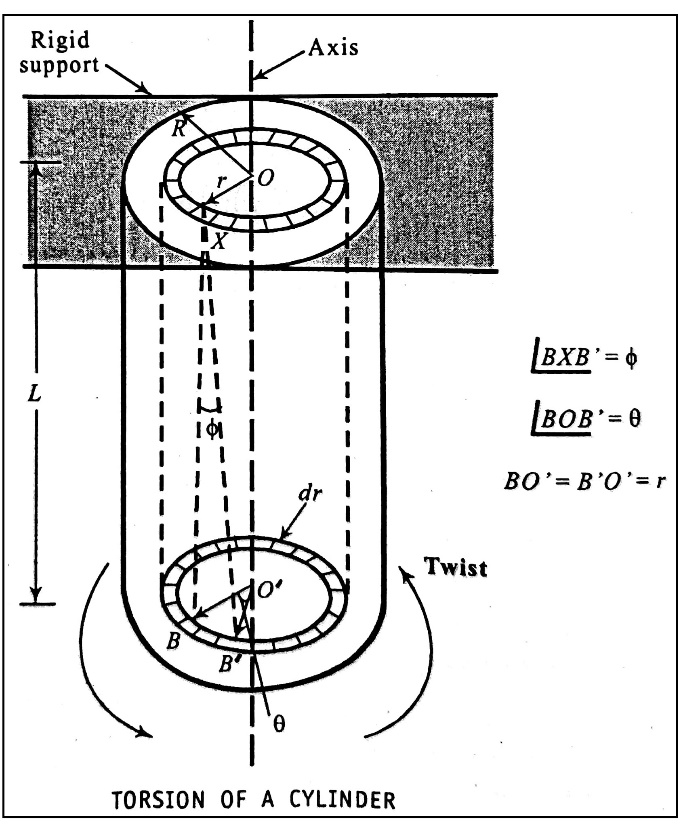 Rigid
support
Axis
R
r
O
X
L
ϕ
∠BXB' = ϕ
∠BOB' = θ
BO' = B'O' = r
dr
Twist
O'
B
B'
θ
TORSION OF A CYLINDER